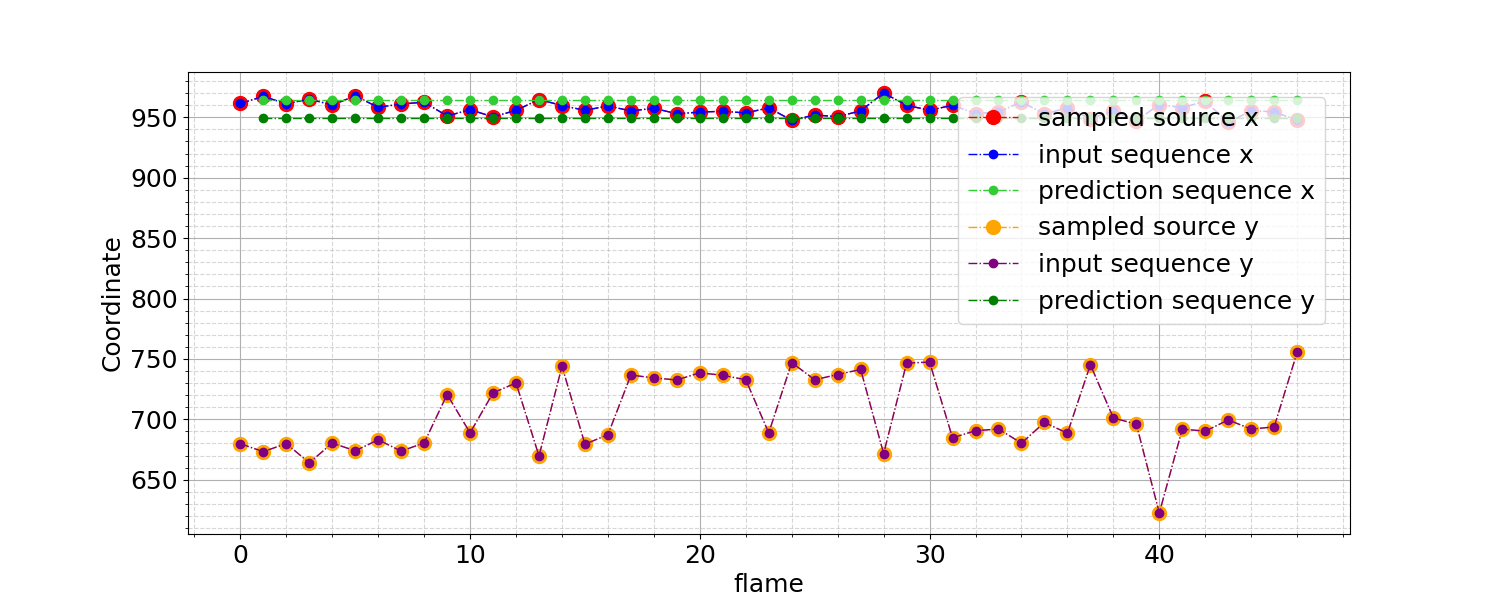 950
900
850
800
750
700
650
Coordinate
0 10 20 30 40
flame
sampled source x
input sequence x
prediction sequence x
sampled source y
input sequence y
prediction sequence y